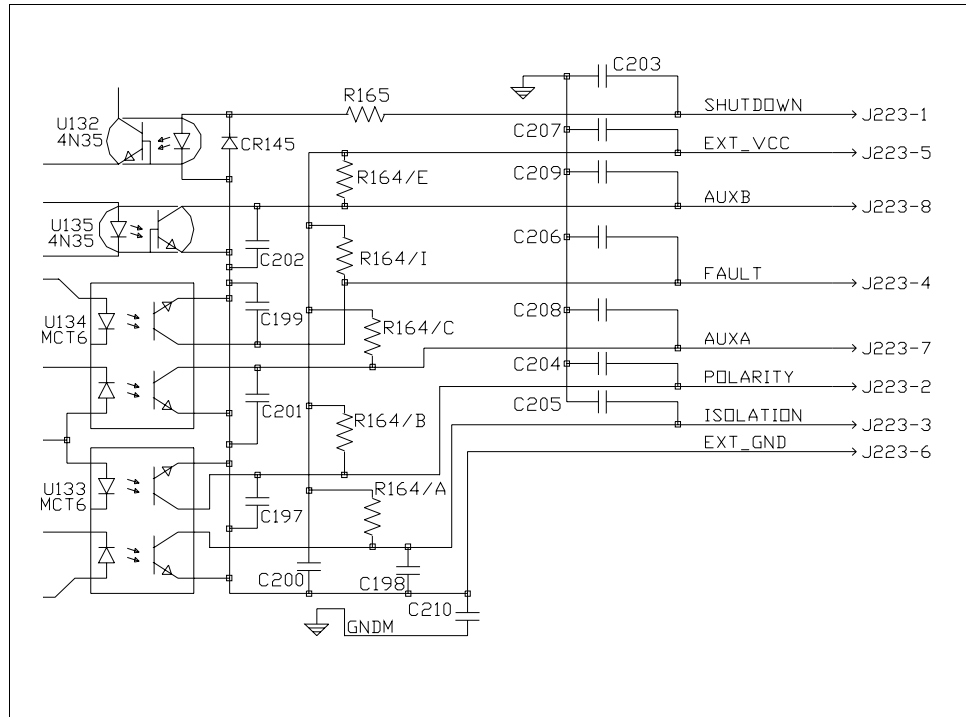 C203
R165
SHUTDOWN
J223-1
U132
4N35
C207
CR145
EXT_VCC
J223-5
R164/E
C209
AUXB
J223-8
U135
4N35
C206
C202
R164/I
FAULT
J223-4
C208
U134
MCT6
C199
R164/C
AUXA
J223-7
C204
POLARITY
J223-2
C201
C205
R164/B
ISOLATION
J223-3
EXT_GND
J223-6
U133
MCT6
R164/A
C197
C200
C198
C210
GNDM